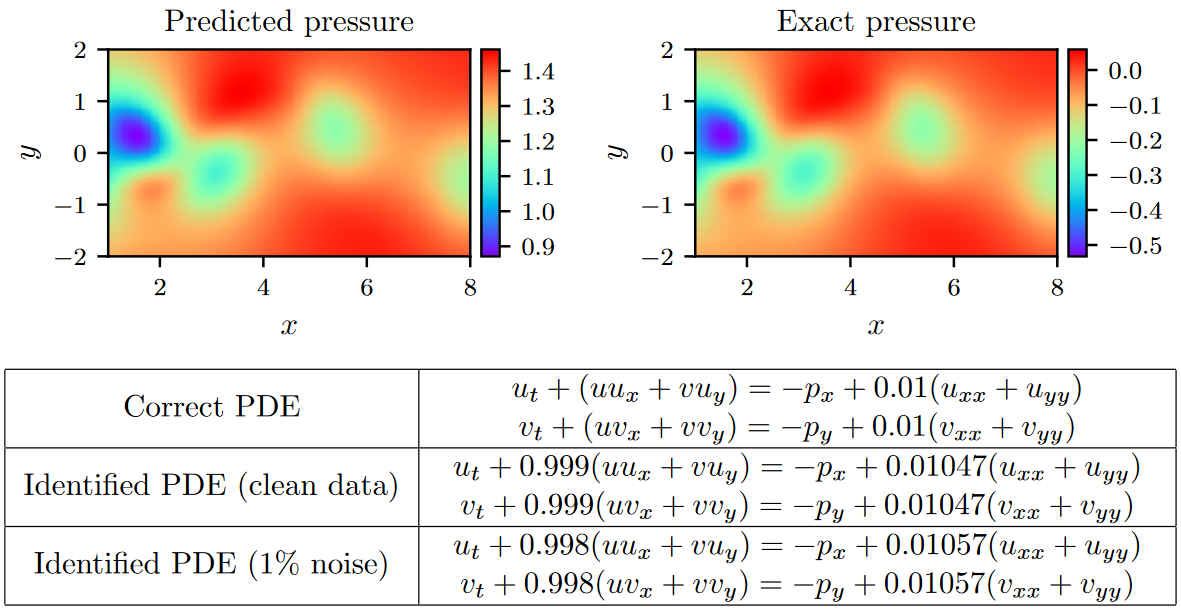 Predicted pressure
Exact pressure
2
1
0
−1
−2
y
2
4
6
8
x
1.4
1.3
1.2
1.1
1.0
0.9
2
1
0
−1
−2
y
2
4
6
8
x
0.0
−0.1
−0.2
−0.3
−0.4
−0.5
Correct PDE
u_t + (uu_x + vu_y) = −p_x + 0.01(u_xx + u_yy)
v_t + (uv_x + vv_y) = −p_y + 0.01(v_xx + v_yy)
Identified PDE (clean data)
u_t + 0.999(uu_x + vu_y) = −p_x + 0.01047(u_xx + u_yy)
v_t + 0.999(uv_x + vv_y) = −p_y + 0.01047(v_xx + v_yy)
Identified PDE (1% noise)
u_t + 0.998(uu_x + vu_y) = −p_x + 0.01057(u_xx + u_yy)
v_t + 0.998(uv_x + vv_y) = −p_y + 0.01057(v_xx + v_yy)